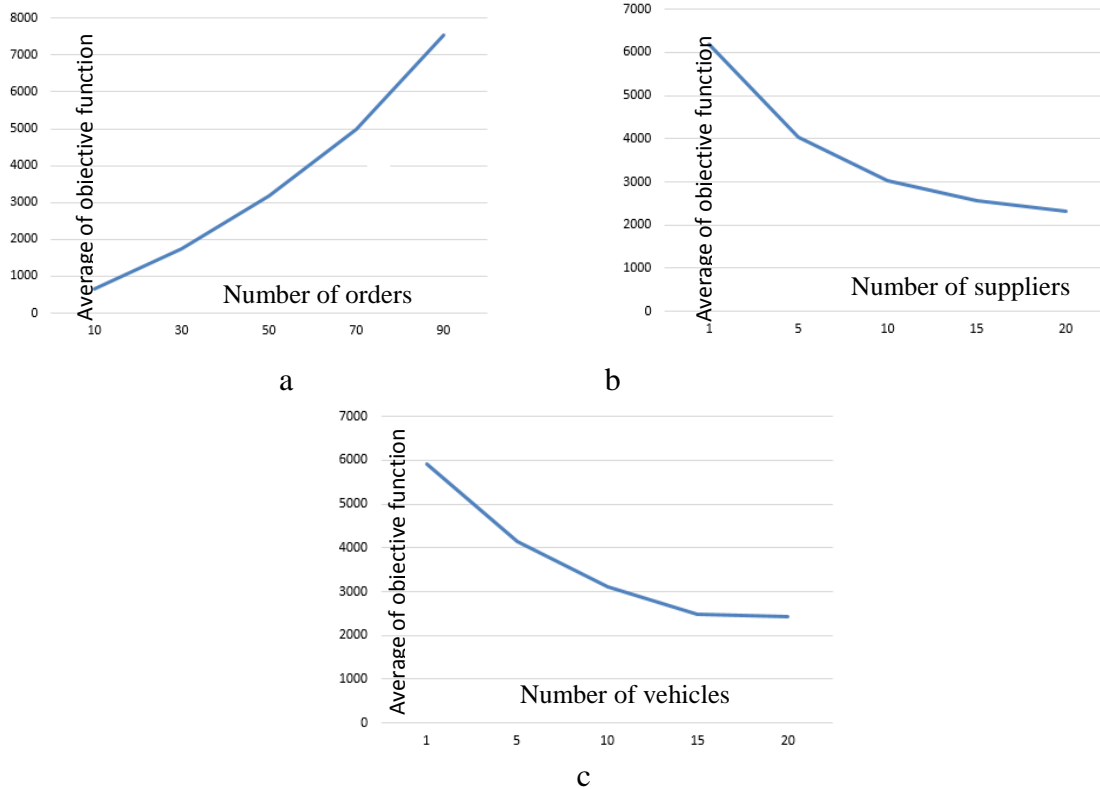 8000
7000
6000
5000
4000
3000
2000
1000
0
Average of obiective function
Number of orders
10 30 50 70 90
a
7000
6000
5000
4000
3000
2000
1000
0
Average of obiective function
Number of suppliers
1 5 10 15 20
b
7000
6000
5000
4000
3000
2000
1000
0
Average of obiective function
Number of vehicles
1 5 10 15 20
c